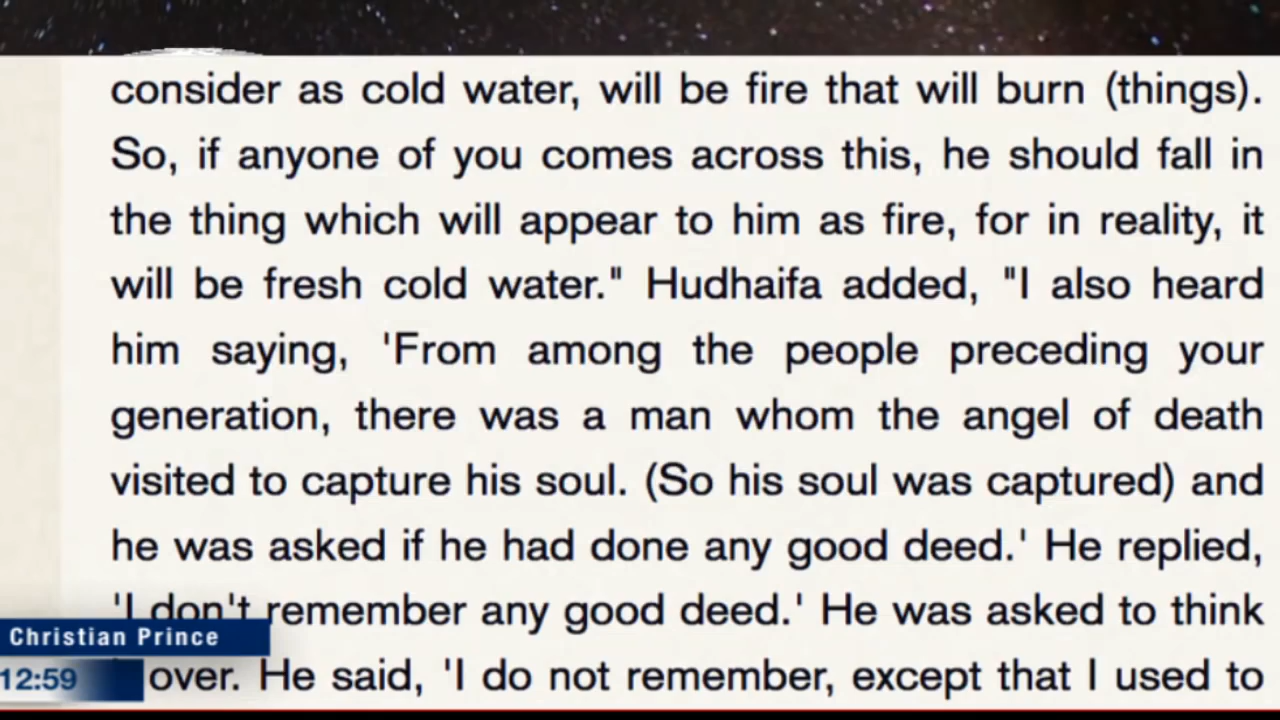 consider as cold water, will be fire that will burn (things).
So, if anyone of you comes across this, he should fall in
the thing which will appear to him as fire, for in reality, it
will be fresh cold water." Hudhaifa added, "I also heard
him saying, 'From among the people preceding your
generation, there was a man whom the angel of death
visited to capture his soul. (So his soul was captured) and
he was asked if he had done any good deed.' He replied,
'I don't remember any good deed.' He was asked to think
over. He said, 'I do not remember, except that I used to
Christian Prince
12:59